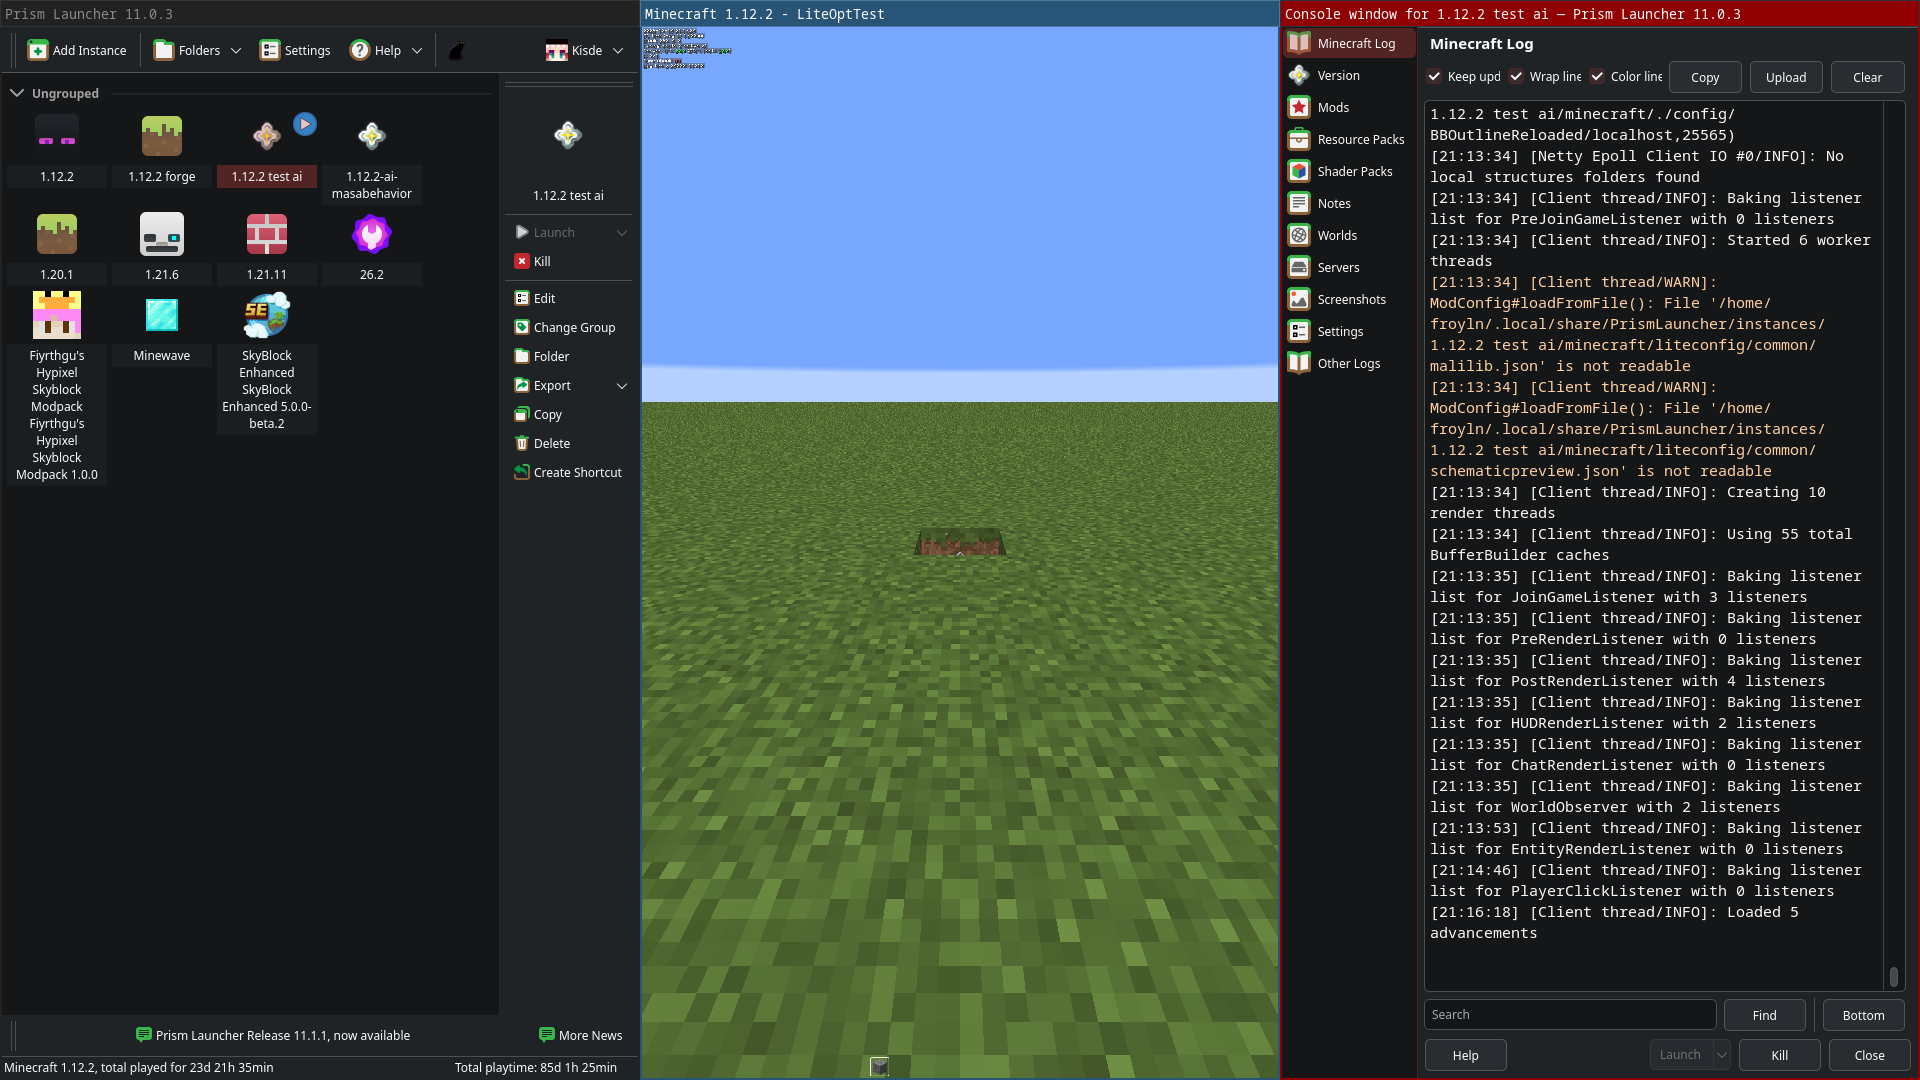 Prism Launcher 11.0.3
Add Instance
Folders
Settings
Help
Kisde
Ungrouped
1.12.2
1.12.2 forge
1.12.2 test ai
1.12.2-ai-
masabehavior
1.20.1
1.21.6
1.21.11
26.2
Fiyrthgu's
Hypixel
Skyblock
Modpack
Fiyrthgu's
Hypixel
Skyblock
Modpack 1.0.0
Minewave
SkyBlock
Enhanced
SkyBlock
Enhanced 5.0.0-
beta.2
1.12.2 test ai
Launch
Kill
Edit
Change Group
Folder
Export
Copy
Delete
Create Shortcut
Prism Launcher Release 11.1.1, now available
More News
Minecraft 1.12.2, total played for 23d 21h 35min
Total playtime: 85d 1h 25min
Minecraft 1.12.2 - LiteOptTest
Console window for 1.12.2 test ai — Prism Launcher 11.0.3
Minecraft Log
Version
Mods
Resource Packs
Shader Packs
Notes
Worlds
Servers
Screenshots
Settings
Other Logs
Minecraft Log
Keep upd
Wrap line
Color line
Copy
Upload
Clear
1.12.2 test ai/minecraft/./config/
BBOutlineReloaded/localhost,25565)
[21:13:34] [Netty Epoll Client IO #0/INFO]: No
local structures folders found
[21:13:34] [Client thread/INFO]: Baking listener
list for PreJoinGameListener with 0 listeners
[21:13:34] [Client thread/INFO]: Started 6 worker
threads
[21:13:34] [Client thread/WARN]:
ModConfig#loadFromFile(): File '/home/
froyln/.local/share/PrismLauncher/instances/
1.12.2 test ai/minecraft/liteconfig/common/
malilib.json' is not readable
[21:13:34] [Client thread/WARN]:
ModConfig#loadFromFile(): File '/home/
froyln/.local/share/PrismLauncher/instances/
1.12.2 test ai/minecraft/liteconfig/common/
schematicpreview.json' is not readable
[21:13:34] [Client thread/INFO]: Creating 10
render threads
[21:13:34] [Client thread/INFO]: Using 55 total
BufferBuilder caches
[21:13:35] [Client thread/INFO]: Baking listener
list for JoinGameListener with 3 listeners
[21:13:35] [Client thread/INFO]: Baking listener
list for PreRenderListener with 0 listeners
[21:13:35] [Client thread/INFO]: Baking listener
list for PostRenderListener with 4 listeners
[21:13:35] [Client thread/INFO]: Baking listener
list for HUDRenderListener with 2 listeners
[21:13:35] [Client thread/INFO]: Baking listener
list for ChatRenderListener with 0 listeners
[21:13:35] [Client thread/INFO]: Baking listener
list for WorldObserver with 2 listeners
[21:13:53] [Client thread/INFO]: Baking listener
list for EntityRenderListener with 0 listeners
[21:14:46] [Client thread/INFO]: Baking listener
list for PlayerClickListener with 0 listeners
[21:16:18] [Client thread/INFO]: Loaded 5
advancements
Search
Find
Bottom
Help
Launch
Kill
Close